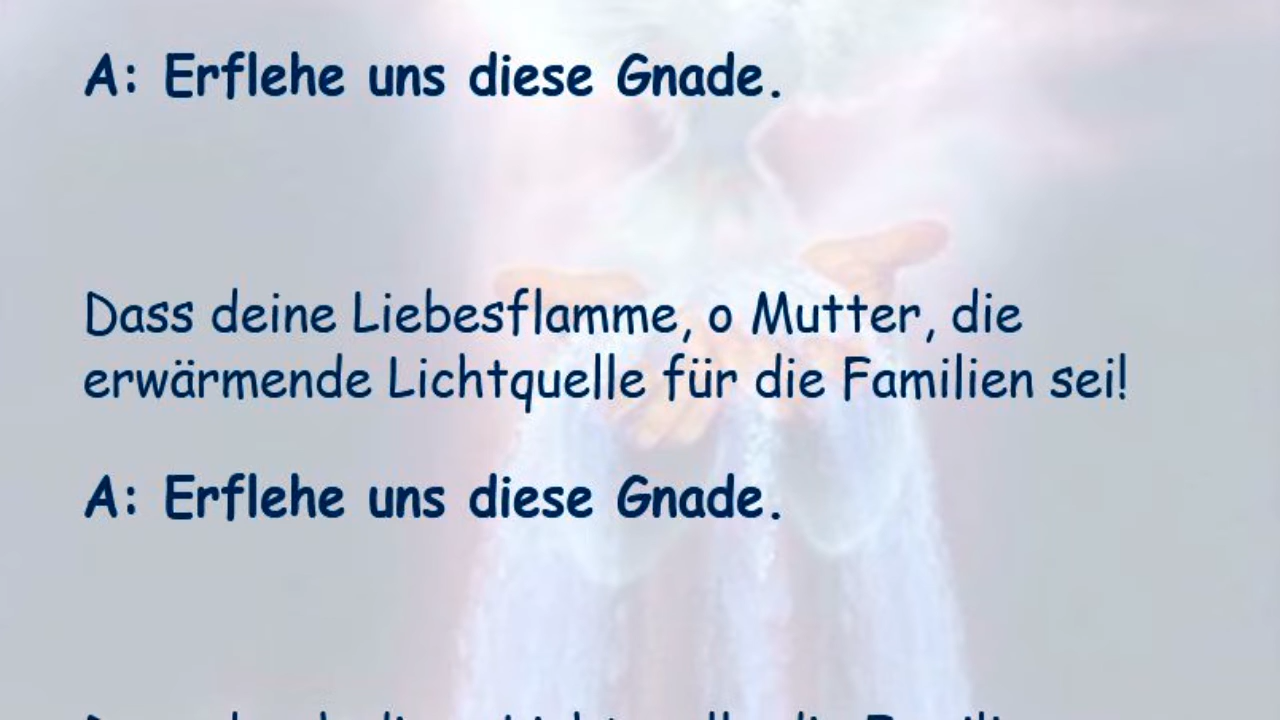 A: Erflehe uns diese Gnade.
Dass deine Liebesflamme, o Mutter, die
erwärmende Lichtquelle für die Familien sei!
A: Erflehe uns diese Gnade.